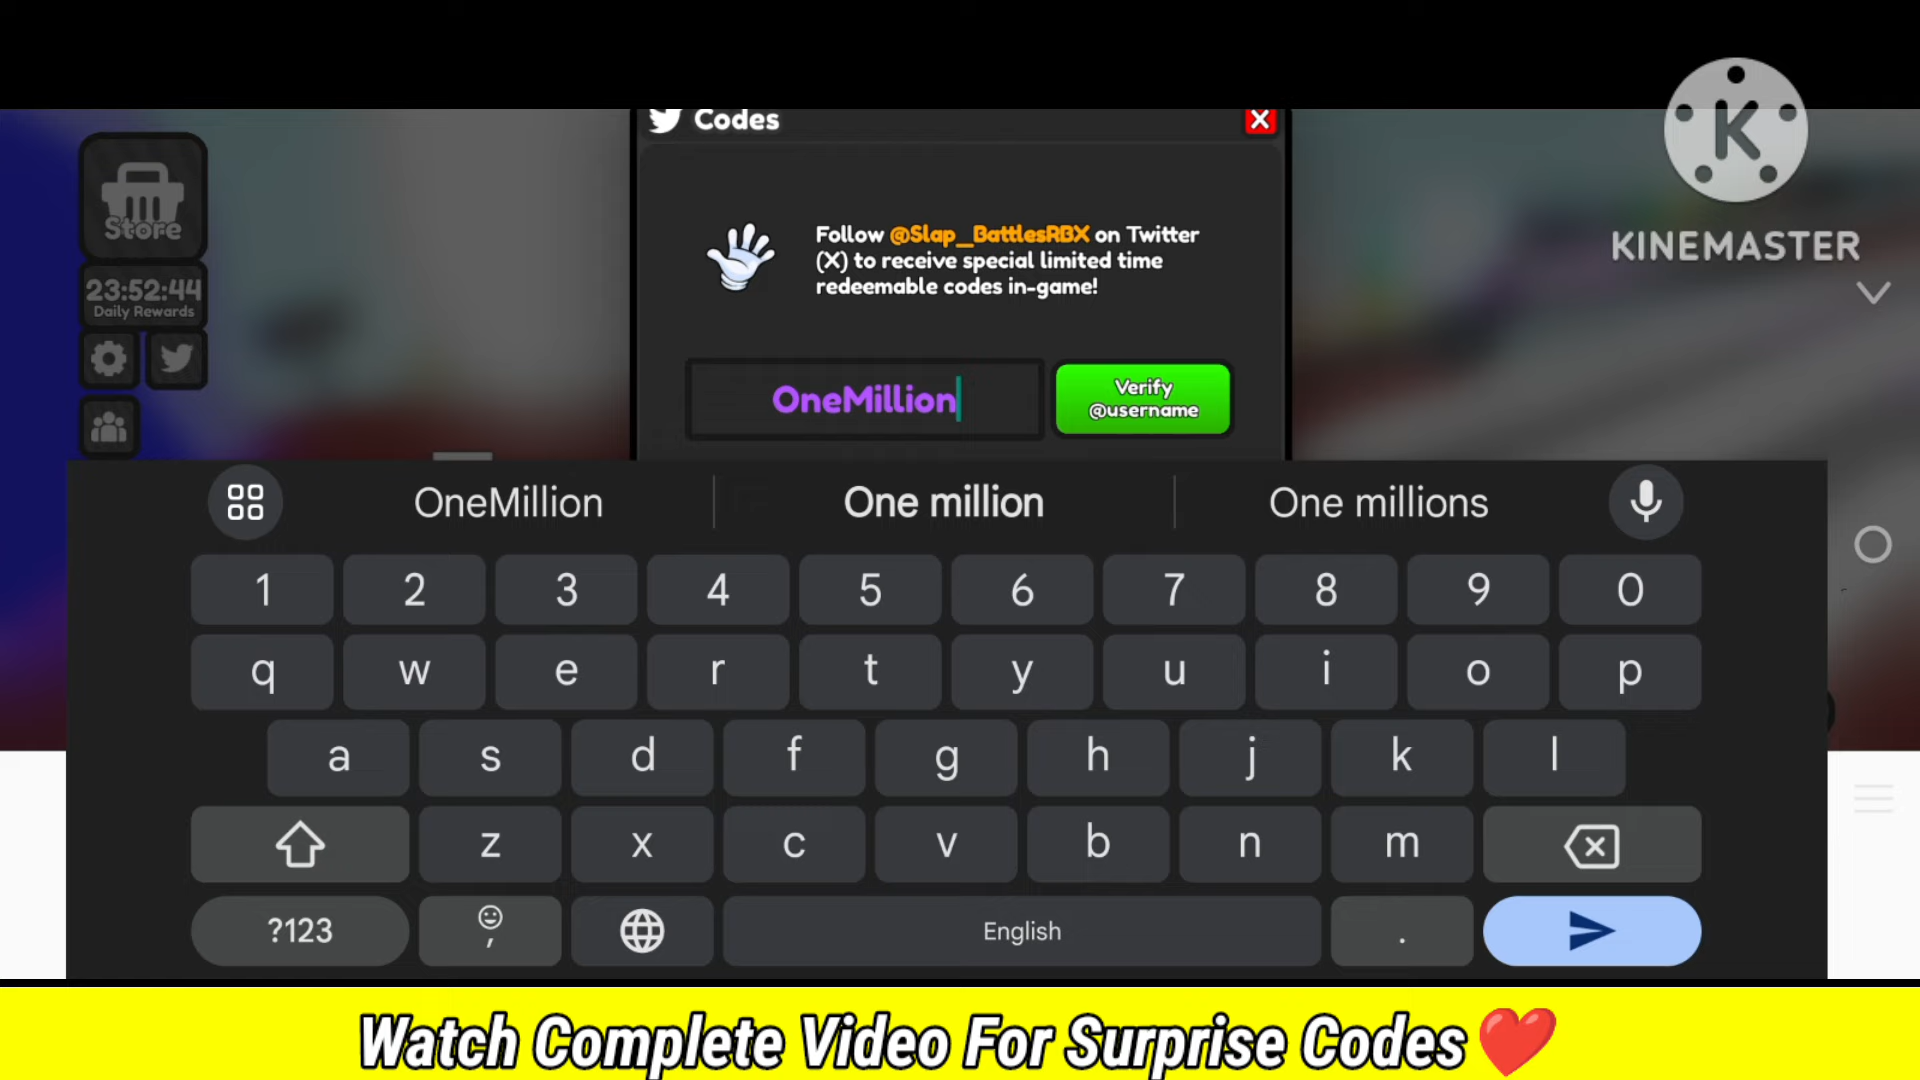 Codes
X
Store
23:52:44
Daily Rewards
Follow @Slap_BattlesRBX on Twitter
(X) to receive special limited time
redeemable codes in-game!
K
KINEMASTER
OneMillion
Verify
@username
OneMillion One million One millions
1 2 3 4 5 6 7 8 9 0
q w e r t y u i o p
a s d f g h j k l
z x c v b n m
?123 , English .
Watch Complete Video For Surprise Codes